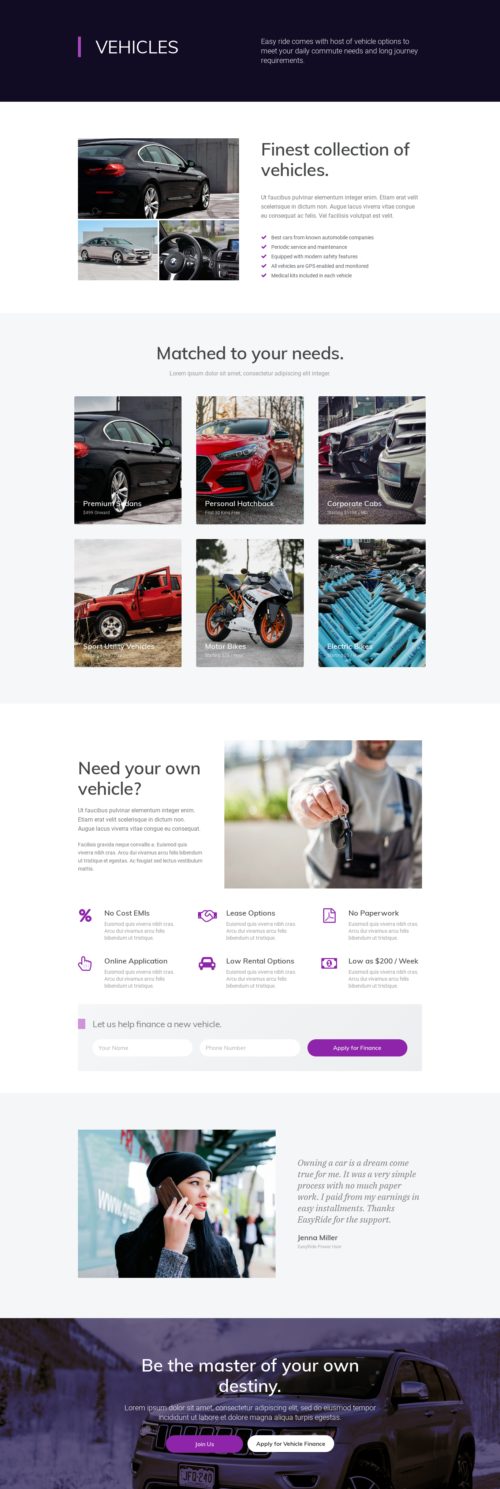 VEHICLES
Easy ride comes with host of vehicle options to
meet your daily commute needs and long journey
requirements.
Finest collection of
vehicles.
Ut faucibus pulvinar elementum integer enim. Etiam erat velit
scelerisque in dictum non. Augue lacus viverra vitae congue
eu consequat ac felis. Vel facilisis volutpat est velit.
Best cars from known automobile companies
Periodic service and maintenance
Equipped with modern safety features
All vehicles are GPS enabled and monitored
Medical kits included in each vehicle
Matched to your needs.
Lorem ipsum dolor sit amet, consectetur adipiscing elit integer.
Premium Sedans
$499 Onward
Personal Hatchback
Corporate Cabs
Sport Utility Vehicles
Motor Bikes
Electric Bikes
Need your own
vehicle?
Ut faucibus pulvinar elementum integer enim.
Etiam erat velit scelerisque in dictum non.
Augue lacus viverra vitae congue eu consequat.
Facilisis gravida neque convallis a. Euismod quis
viverra nibh cras. Arcu dui vivamus arcu felis bibendum
ut tristique et egestas. Ac feugiat sed lectus vestibulum
mattis.
No Cost EMIs
Euismod quis viverra nibh cras.
Arcu dui vivamus arcu felis
bibendum ut tristique.
Lease Options
Euismod quis viverra nibh cras.
Arcu dui vivamus arcu felis
bibendum ut tristique.
No Paperwork
Euismod quis viverra nibh cras.
Arcu dui vivamus arcu felis
bibendum ut tristique.
Online Application
Euismod quis viverra nibh cras.
Arcu dui vivamus arcu felis
bibendum ut tristique.
Low Rental Options
Euismod quis viverra nibh cras.
Arcu dui vivamus arcu felis
bibendum ut tristique.
Low as $200 / Week
Euismod quis viverra nibh cras.
Arcu dui vivamus arcu felis
bibendum ut tristique.
Let us help finance a new vehicle.
Your Name
Phone Number
Apply for Finance
Owning a car is a dream come
true for me. It was a very simple
process with no much paper
work. I paid from my earnings in
easy installments. Thanks
EasyRide for the support.
Jenna Miller
EasyRide Power User
Be the master of your own
destiny.
Lorem ipsum dolor sit amet, consectetur adipiscing elit, sed do eiusmod tempor
incididunt ut labore et dolore magna aliqua turpis egestas.
Join Us
Apply for Vehicle Finance